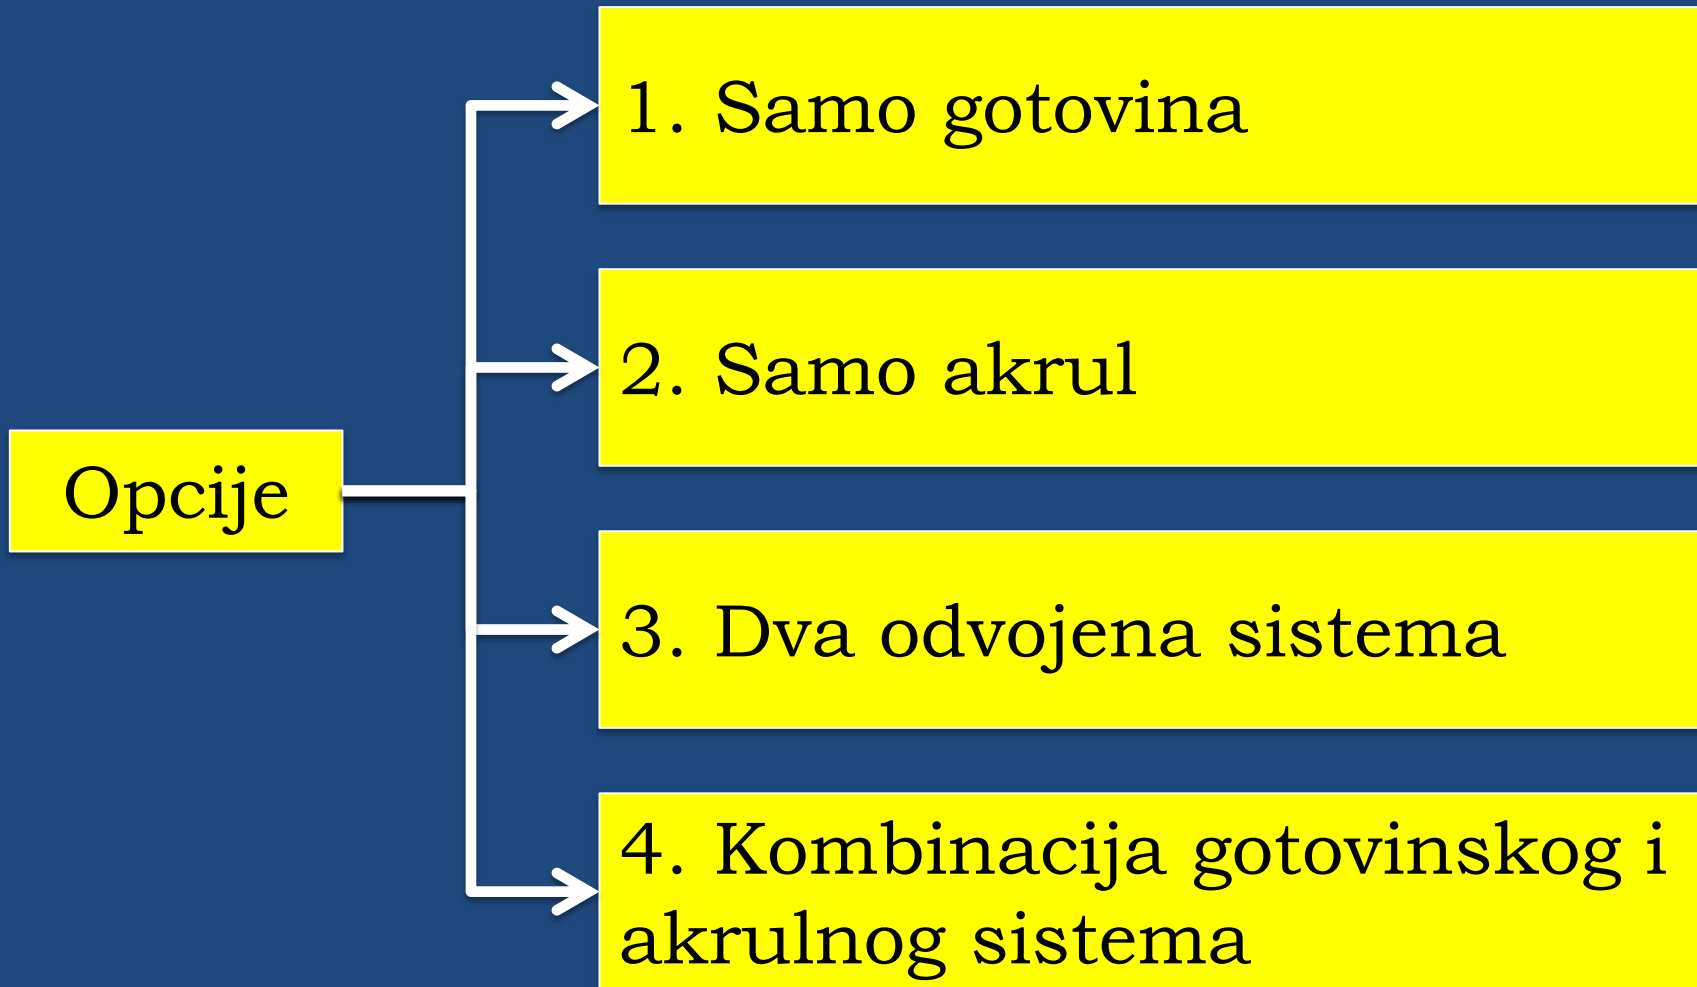 1. Samo gotovina
2. Samo akrul
Opcije
3. Dva odvojena sistema
4. Kombinacija gotovinskog i
akrulnog sistema